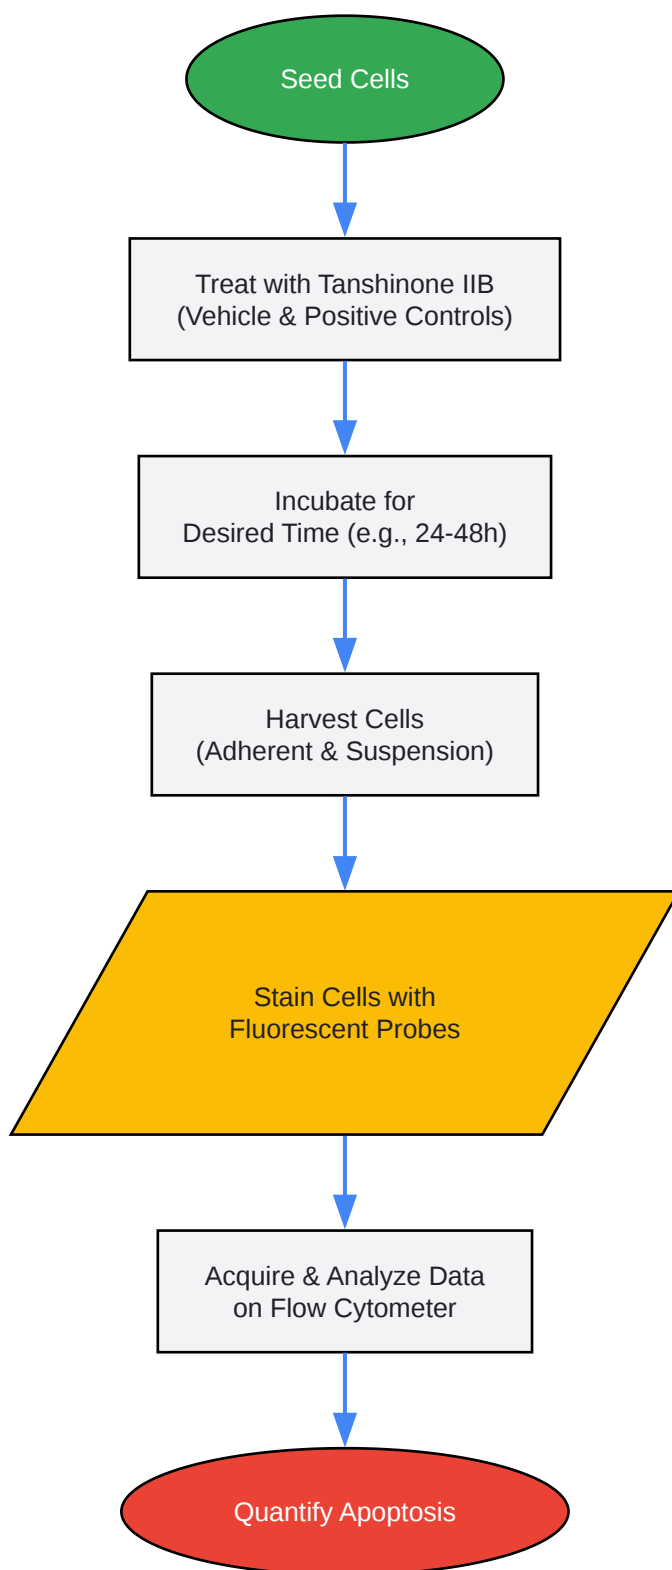 Seed Cells
Treat with Tanshinone IIB
(Vehicle & Positive Controls)
Incubate for
Desired Time (e.g., 24-48h)
Harvest Cells
(Adherent & Suspension)
Stain Cells with
Fluorescent Probes
Acquire & Analyze Data
on Flow Cytometer
Quantify Apoptosis